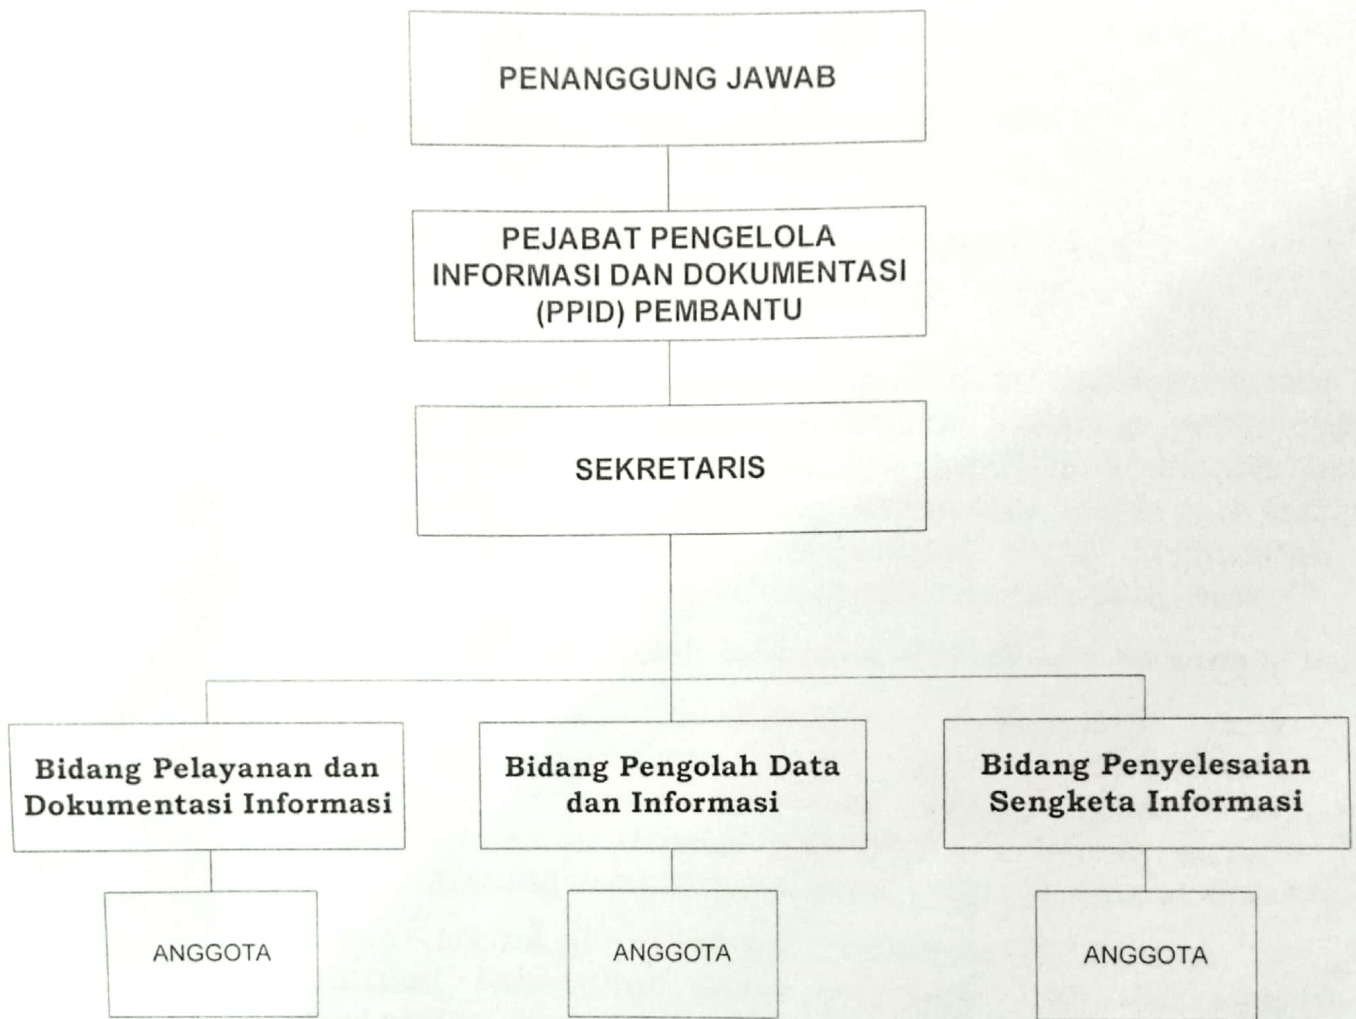 PENANGGUNG JAWAB
PEJABAT PENGELOLA
INFORMASI DAN DOKUMENTASI
(PPID) PEMBANTU
SEKRETARIS
Bidang Pelayanan dan
Dokumentasi Informasi
Bidang Pengolah Data
dan Informasi
Bidang Penyelesaian
Sengketa Informasi
ANGGOTA
ANGGOTA
ANGGOTA